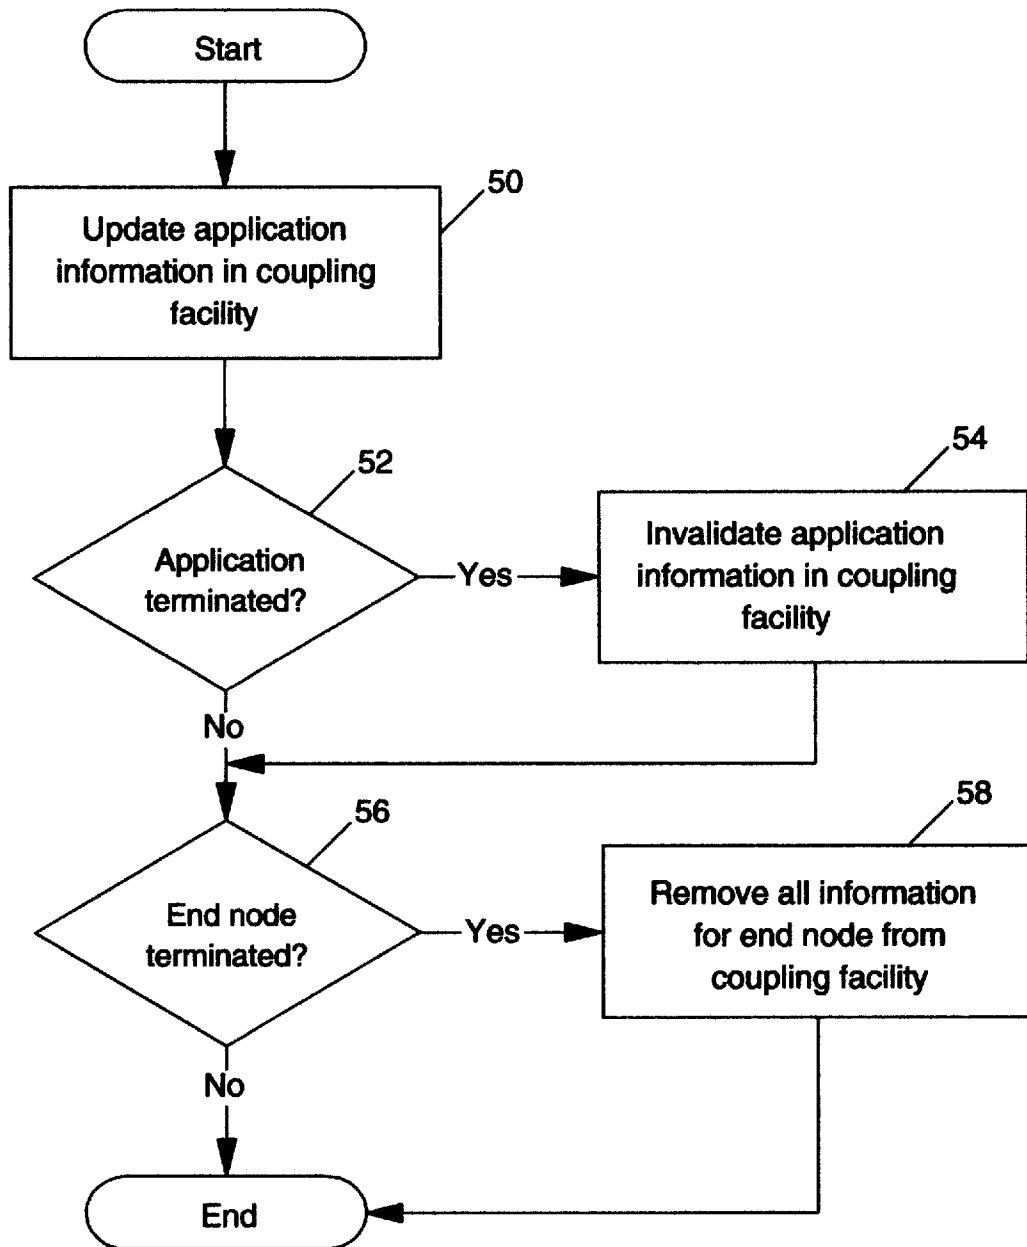 Start
50
Update application
information in coupling
facility
52
54
Application
terminated?
Yes
Invalidate application
information in coupling
facility
No
56
58
End node
terminated?
Yes
Remove all information
for end node from
coupling facility
No
End